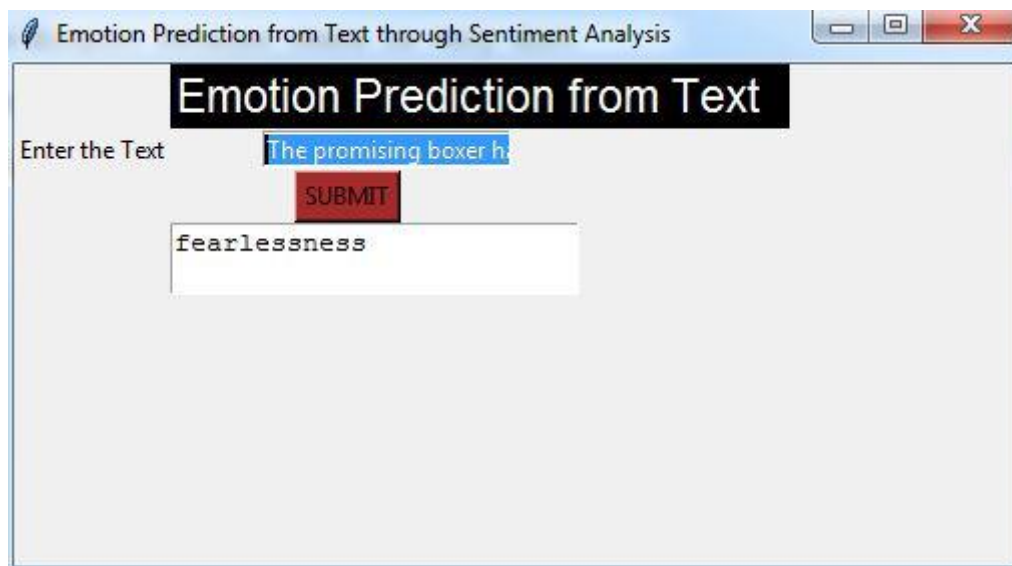 Emotion Prediction from Text through Sentiment Analysis
Emotion Prediction from Text
Enter the Text The promising boxer
SUBMIT
fearlessness